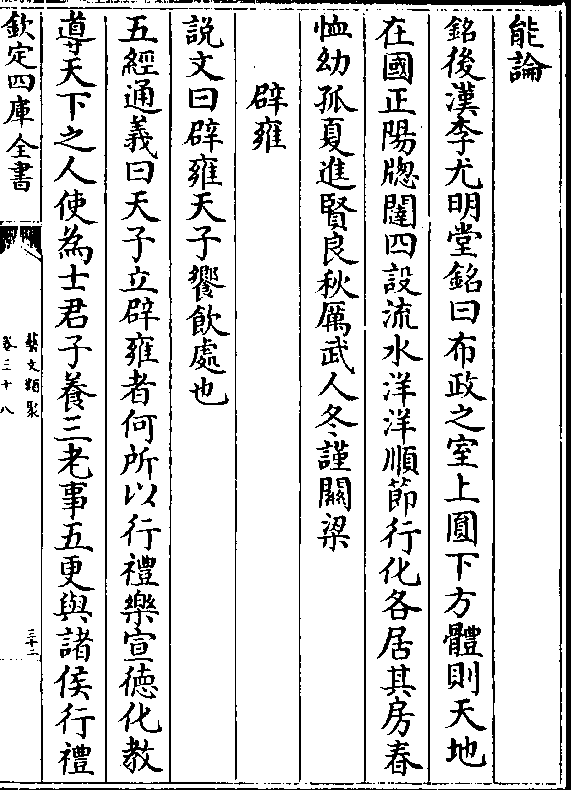 能論
銘後漢李尤明堂銘曰布政之室上圎下方體則天地
在國正陽牎闥四設流水洋洋順節行化各居其房春
恤幼孤夏進賢良秋厲武人冬謹關梁
辟雍
說文曰辟雍天子饗飲處也
五經通義曰天子立辟雍者何所以行禮樂宣徳化教
導天下之人使為士君子養三老事五更與諸侯行禮
欽定四庫全書
藝文類聚
卷三十八
三十二